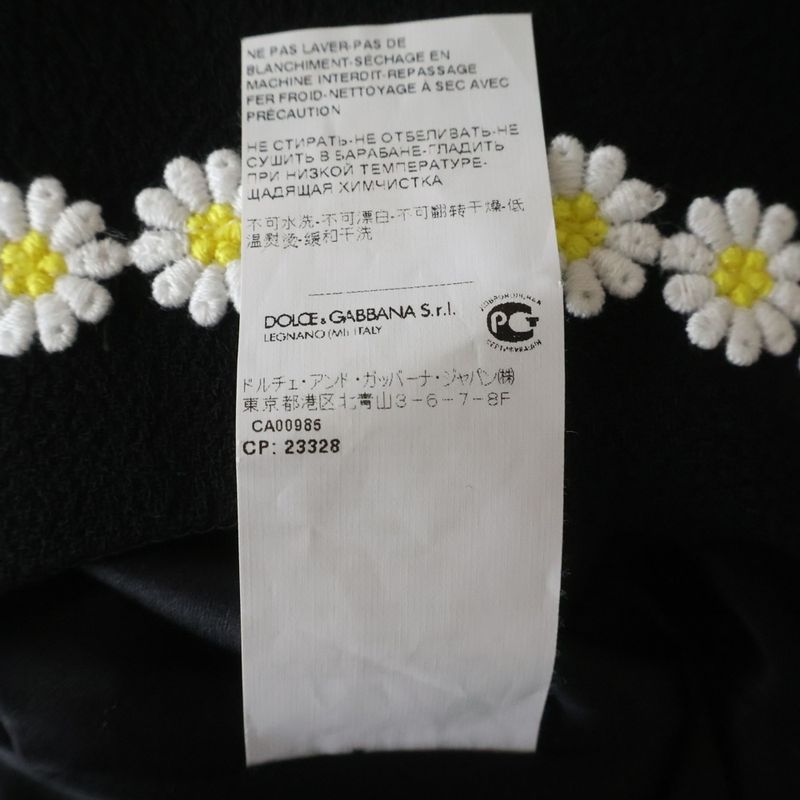 NE PAS LAVER-PAS DE
BLANCHIMENT-SÉCHAGE EN
MACHINE INTERDIT-REPASSAGE
FER FROID-NETTOYAGE À SEC AVEC
PRÉCAUTION
НЕ СТИРАТЬ-НЕ ОТБЕЛИВАТЬ-НЕ
СУШИТЬ В БАРАБАНЕ-ГЛАДИТЬ
ПРИ НИЗКОЙ ТЕМПЕРАТУРЕ-
ЩАДЯЩАЯ ХИМЧИСТКА
不可水洗-不可漂白-不可翻转干燥-低
温熨烫-缓和干洗
DOLCE & GABBANA S.r.l.
LEGNANO (MI) ITALY
ДОБРОВОЛЬНАЯ
РСТ
СЕРТИФИКАЦИЯ
ドルチェ・アンド・ガッバーナ・ジャパン㈱
東京都港区北青山3-6-7-8F
CA00985
CP: 23328